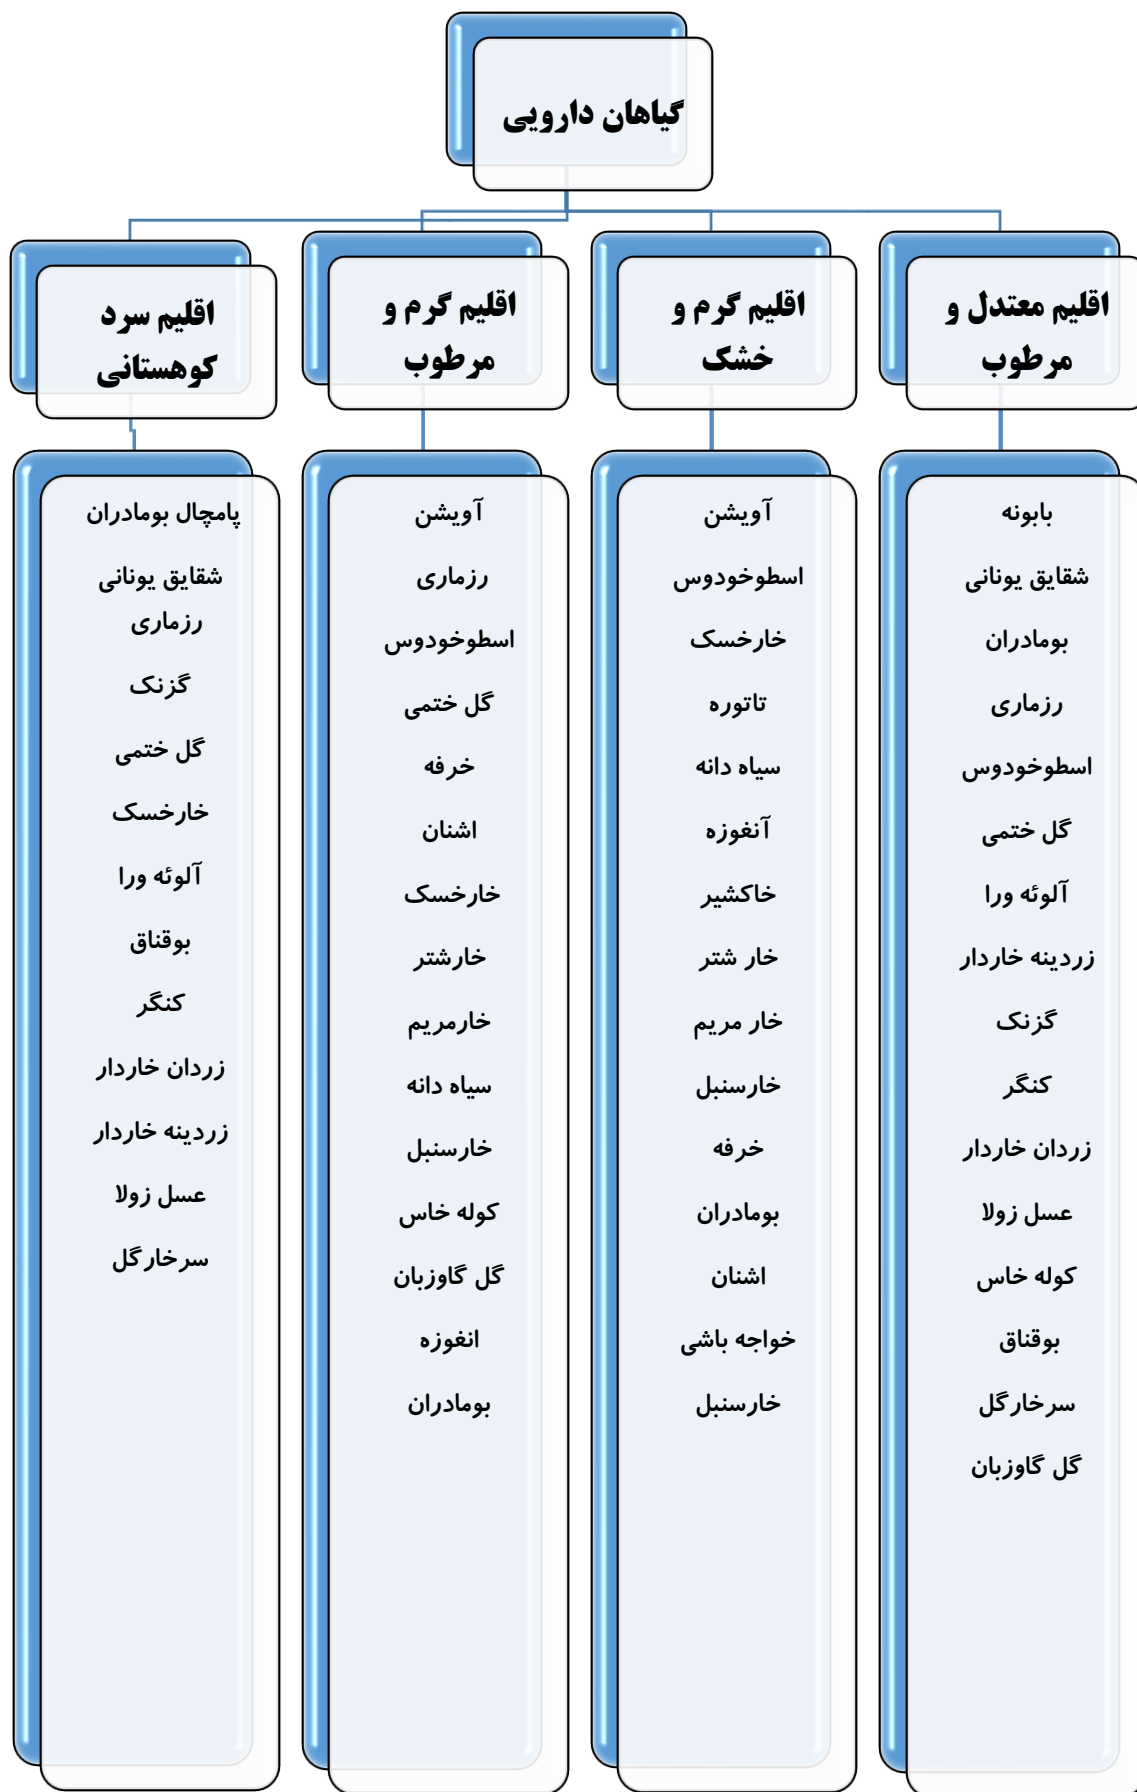 گیاهان دارویی
اقلیم معتدل و
مرطوب
بابونه
شقایق یونانی
بومادران
رزماری
اسطوخودوس
گل ختمی
آلوئه ورا
زردینه خاردار
گزنک
کنگر
زردان خاردار
عسل زولا
کوله خاس
بوقناق
سرخارگل
گل گاوزبان
اقلیم گرم و
خشک
آویشن
اسطوخودوس
خارخسک
تاتوره
سیاه دانه
آنغوزه
خاکشیر
خار شتر
خار مریم
خارسنبل
خرفه
بومادران
اشنان
خواجه باشی
خارسنبل
اقلیم گرم و
مرطوب
آویشن
رزماری
اسطوخودوس
گل ختمی
خرفه
اشنان
خارخسک
خارشتر
خارمریم
سیاه دانه
خارسنبل
کوله خاس
گل گاوزبان
انغوزه
بومادران
اقلیم سرد
کوهستانی
پامچال بومادران
شقایق یونانی
رزماری
گزنک
گل ختمی
خارخسک
آلوئه ورا
بوقناق
کنگر
زردان خاردار
زردینه خاردار
عسل زولا
سرخارگل